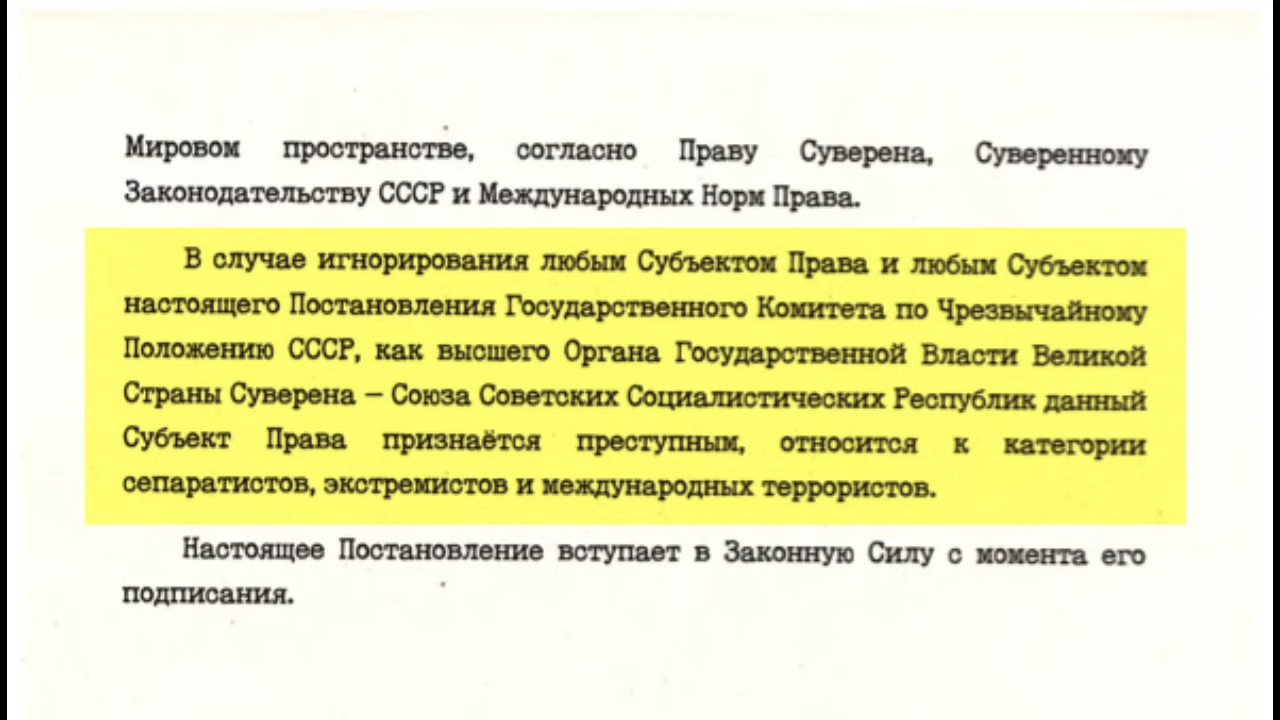 Мировом пространстве, согласно Праву Суверена, Суверенному
Законодательству СССР и Международных Норм Права.
В случае игнорирования любым Субъектом Права и любым Субъектом
настоящего Постановления Государственного Комитета по Чрезвычайному
Положению СССР, как высшего Органа Государственной Власти Великой
Страны Суверена – Союза Советских Социалистических Республик данный
Субъект Права признаётся преступным, относится к категории
сепаратистов, экстремистов и международных террористов.
Настоящее Постановление вступает в Законную Силу с момента его
подписания.